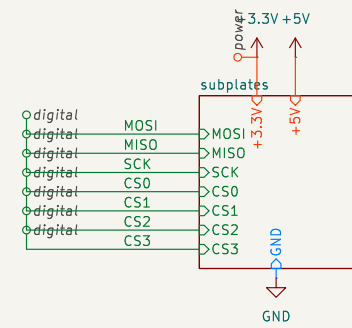 power
+3.3V
+5V
subplates
+3.3V
+5V
digital
MOSI
MOSI
digital
MISO
MISO
digital
SCK
SCK
digital
CS0
CS0
digital
CS1
CS1
digital
CS2
CS2
digital
CS3
CS3
GND
GND